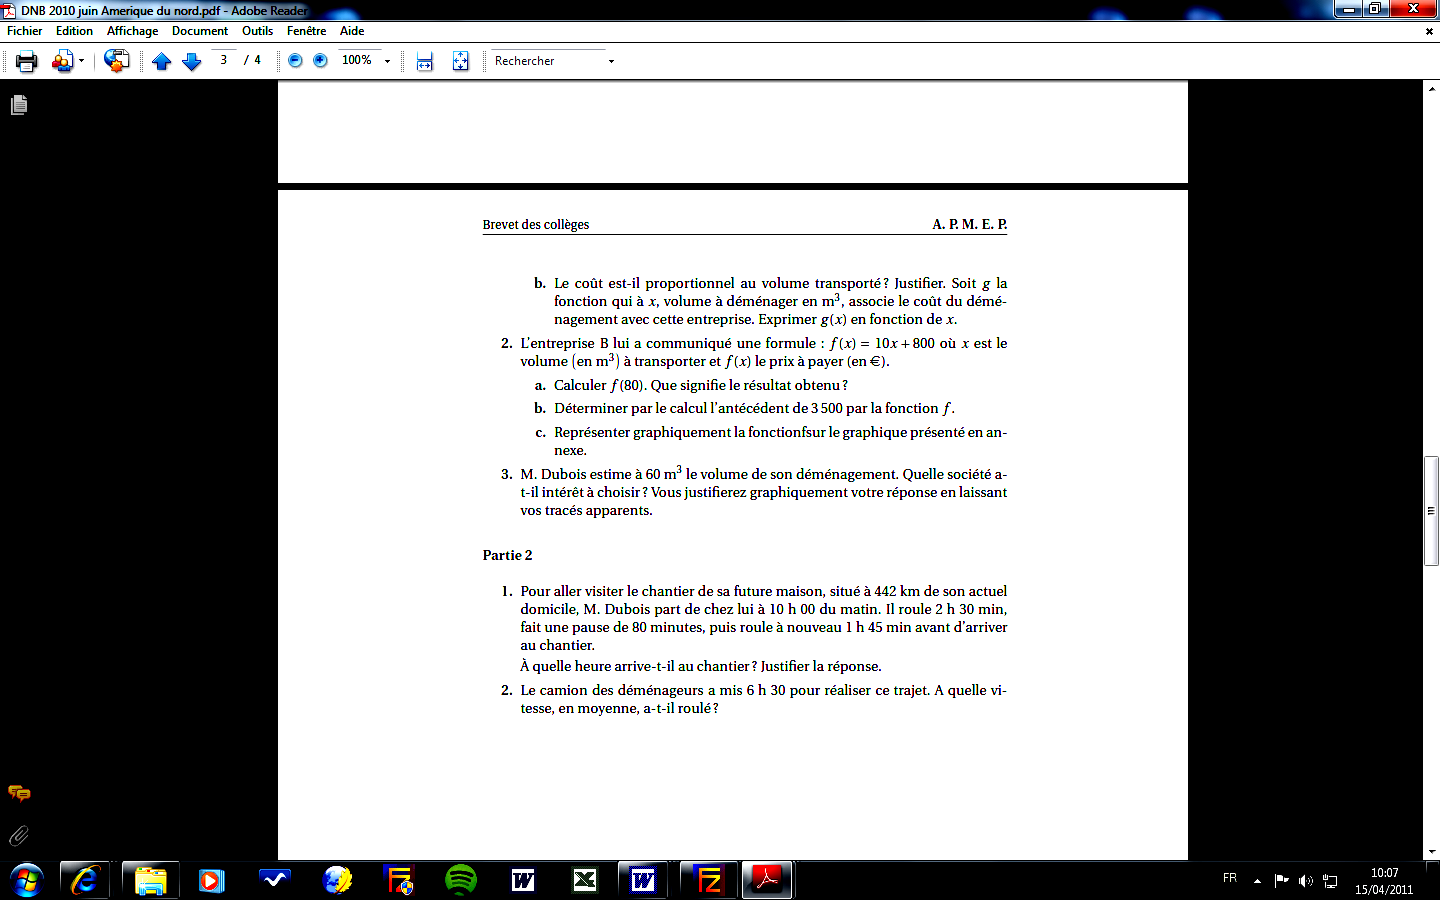 DNB 2010 juin Amerique du nord.pdf - Adobe Reader
Fichier Edition Affichage Document Outils Fenêtre Aide
3 / 4 100% Rechercher
Brevet des collèges A. P. M. E. P.
b. Le coût est-il proportionnel au volume transporté ? Justifier. Soit g la
fonction qui à x, volume à déménager en m³, associe le coût du démé-
nagement avec cette entreprise. Exprimer g(x) en fonction de x.
2. L'entreprise B lui a communiqué une formule : f(x) = 10x + 800 où x est le
volume (en m³) à transporter et f(x) le prix à payer (en €).
a. Calculer f(80). Que signifie le résultat obtenu ?
b. Déterminer par le calcul l'antécédent de 3 500 par la fonction f.
c. Représenter graphiquement la fonctionfsur le graphique présenté en an-
nexe.
3. M. Dubois estime à 60 m³ le volume de son déménagement. Quelle société a-
t-il intérêt à choisir ? Vous justifierez graphiquement votre réponse en laissant
vos tracés apparents.
Partie 2
1. Pour aller visiter le chantier de sa future maison, situé à 442 km de son actuel
domicile, M. Dubois part de chez lui à 10 h 00 du matin. Il roule 2 h 30 min,
fait une pause de 80 minutes, puis roule à nouveau 1 h 45 min avant d'arriver
au chantier.
À quelle heure arrive-t-il au chantier ? Justifier la réponse.
2. Le camion des déménageurs a mis 6 h 30 pour réaliser ce trajet. A quelle vi-
tesse, en moyenne, a-t-il roulé ?
FR 10:07
15/04/2011